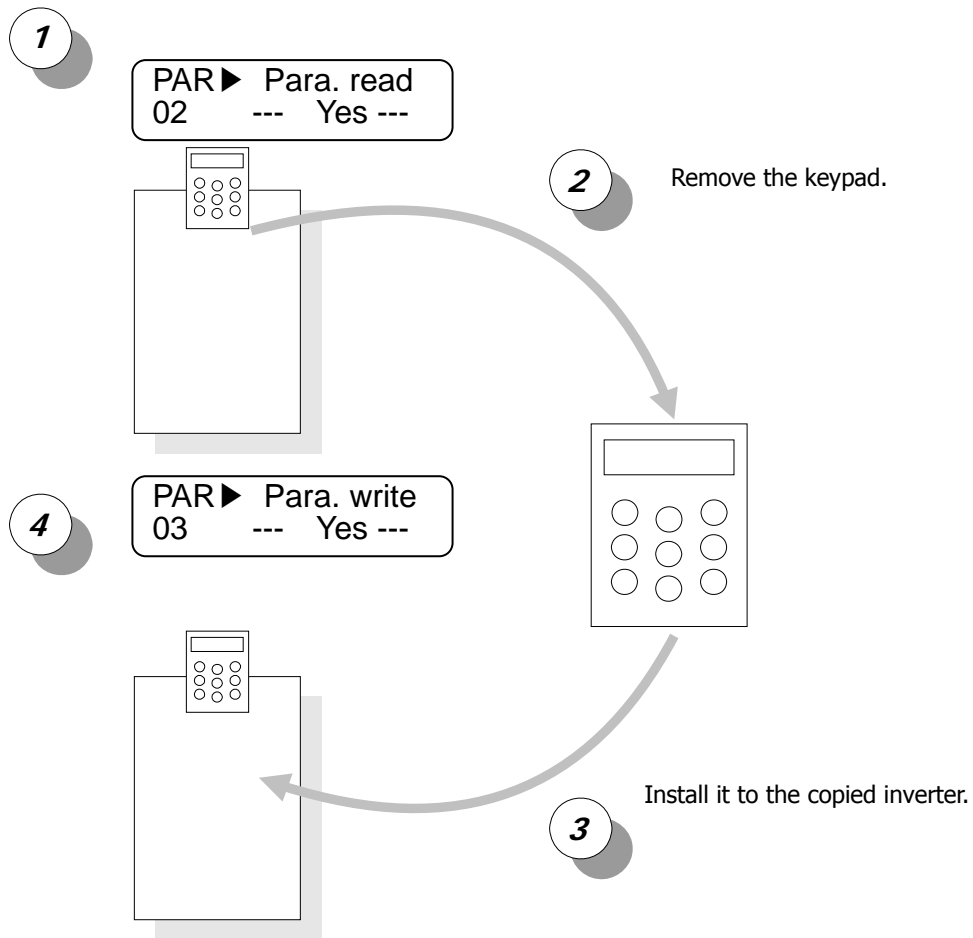 1
PAR▶ Para. read
02 --- Yes ---
2
Remove the keypad.
PAR▶ Para. write
03 --- Yes ---
4
Install it to the copied inverter.
3